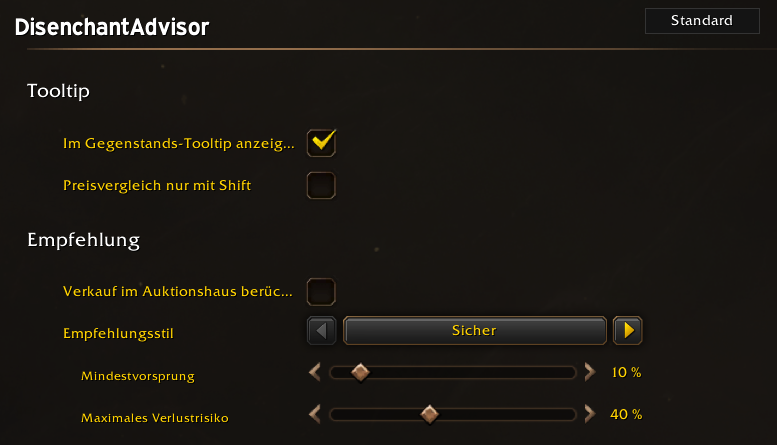 DisenchantAdvisor
Standard
Tooltip
Im Gegenstands-Tooltip anzeig...
Preisvergleich nur mit Shift
Empfehlung
Verkauf im Auktionshaus berüc...
Empfehlungsstil
Sicher
Mindestvorsprung
10 %
Maximales Verlustrisiko
40 %